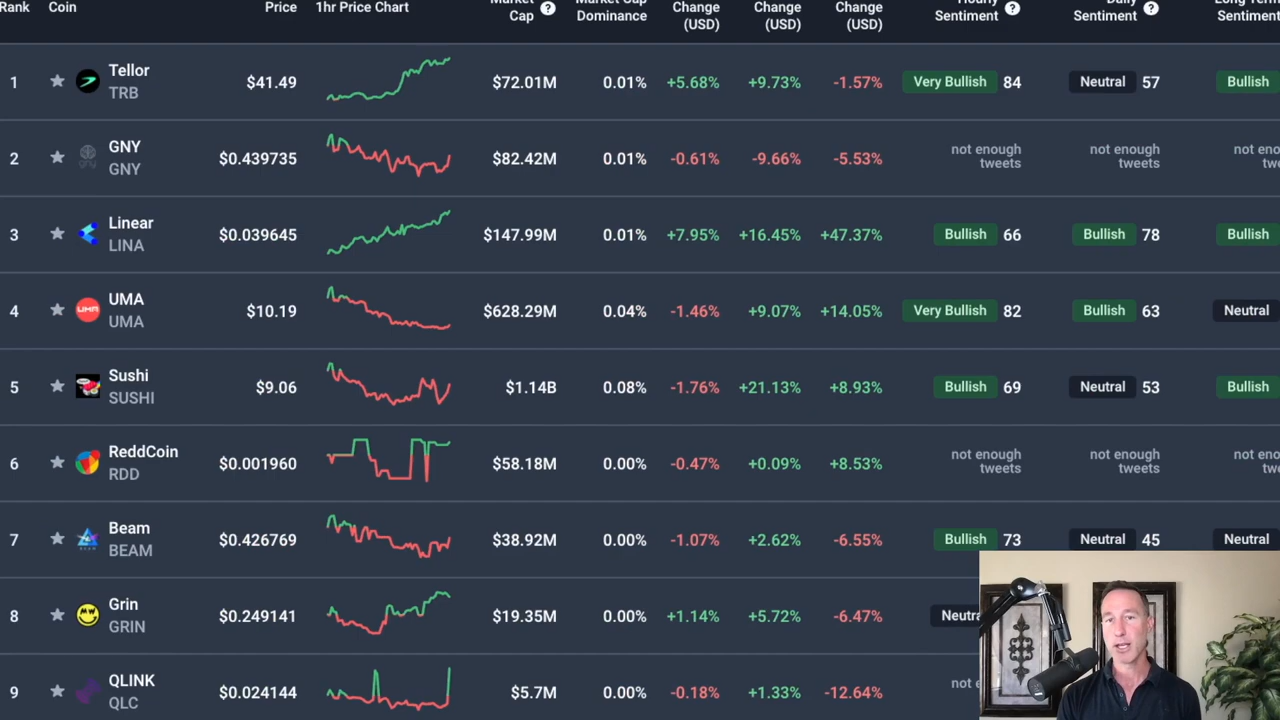 Rank Coin Price 1hr Price Chart Market Cap ? Market Cap Dominance Change (USD) Change (USD) Change (USD) Hourly Sentiment ? Daily Sentiment ? Long Term Sentiment
1 Tellor TRB $41.49 $72.01M 0.01% +5.68% +9.73% -1.57% Very Bullish 84 Neutral 57 Bullish
2 GNY GNY $0.439735 $82.42M 0.01% -0.61% -9.66% -5.53% not enough tweets not enough tweets not eno
3 Linear LINA $0.039645 $147.99M 0.01% +7.95% +16.45% +47.37% Bullish 66 Bullish 78 Bullish
4 UMA UMA UMA $10.19 $628.29M 0.04% -1.46% +9.07% +14.05% Very Bullish 82 Bullish 63 Neutral
5 Sushi SUSHI $9.06 $1.14B 0.08% -1.76% +21.13% +8.93% Bullish 69 Neutral 53 Bullish
6 ReddCoin RDD $0.001960 $58.18M 0.00% -0.47% +0.09% +8.53% not enough tweets not enough tweets not eno
7 Beam BEAM $0.426769 $38.92M 0.00% -1.07% +2.62% -6.55% Bullish 73 Neutral 45 Neutral
8 Grin GRIN $0.249141 $19.35M 0.00% +1.14% +5.72% -6.47% Neutra
9 QLINK QLC $0.024144 $5.7M 0.00% -0.18% +1.33% -12.64% not e